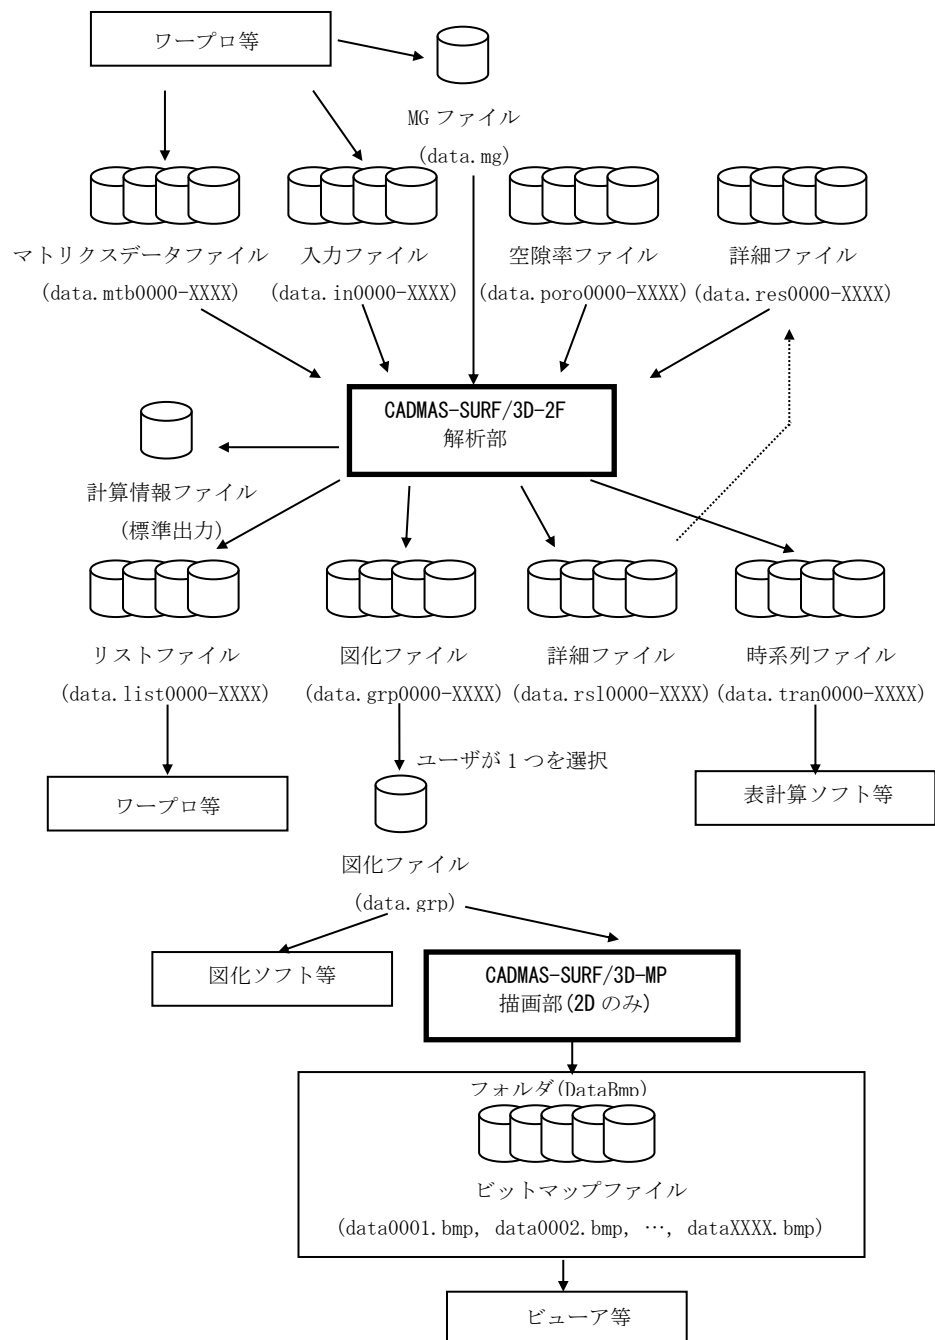 ワープロ等
MG ファイル
(data.mg)
マトリクスデータファイル
(data.mtb0000-XXXX)
入力ファイル
(data.in0000-XXXX)
空隙率ファイル
(data.poro0000-XXXX)
詳細ファイル
(data.res0000-XXXX)
CADMAS-SURF/3D-2F
解析部
計算情報ファイル
(標準出力)
リストファイル
(data.list0000-XXXX)
図化ファイル
(data.grp0000-XXXX)
詳細ファイル
(data.rsl0000-XXXX)
時系列ファイル
(data.tran0000-XXXX)
ユーザが 1 つを選択
ワープロ等
表計算ソフト等
図化ファイル
(data.grp)
図化ソフト等
CADMAS-SURF/3D-MP
描画部(2D のみ)
フォルダ(DataBmp)
ビットマップファイル
(data0001.bmp, data0002.bmp, …, dataXXXX.bmp)
ビューア等